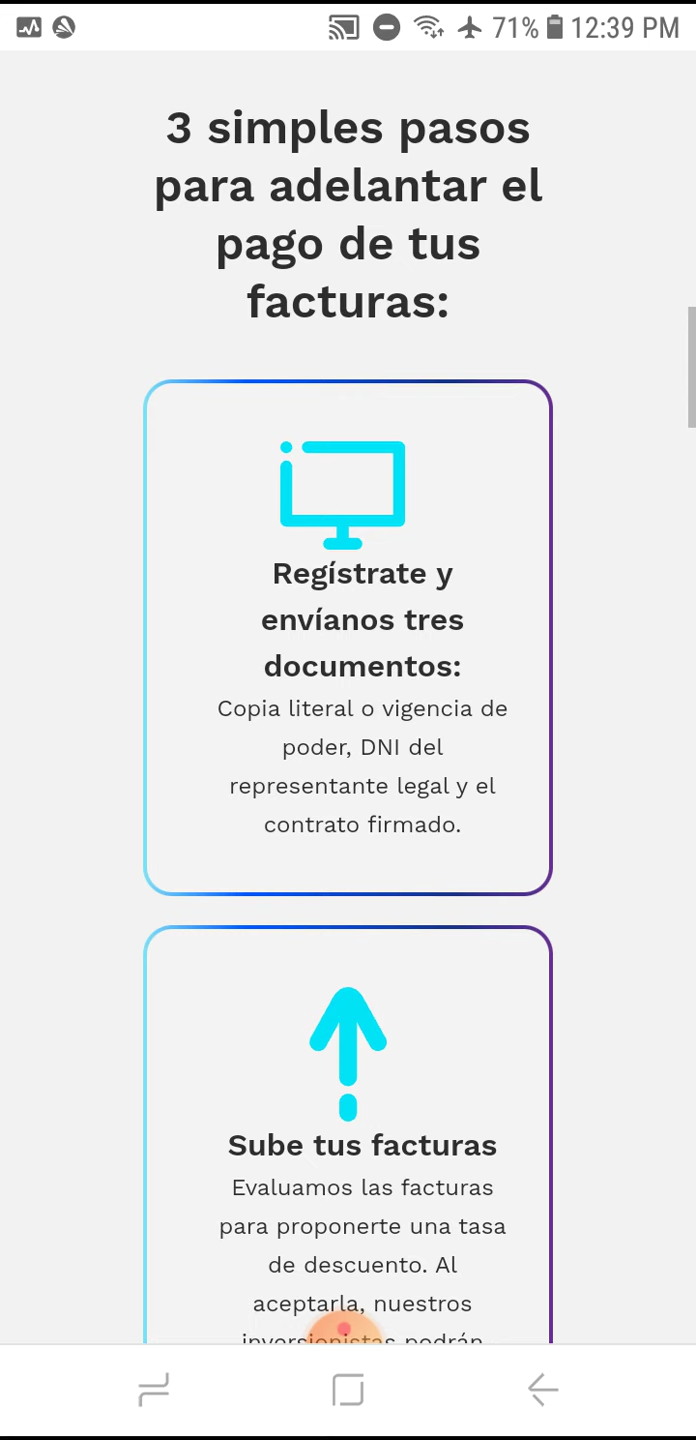 71% 12:39 PM
3 simples pasos
para adelantar el
pago de tus
facturas:
Regístrate y
envíanos tres
documentos:
Copia literal o vigencia de
poder, DNI del
representante legal y el
contrato firmado.
Sube tus facturas
Evaluamos las facturas
para proponerte una tasa
de descuento. Al
aceptarla, nuestros
inversionistas podrán